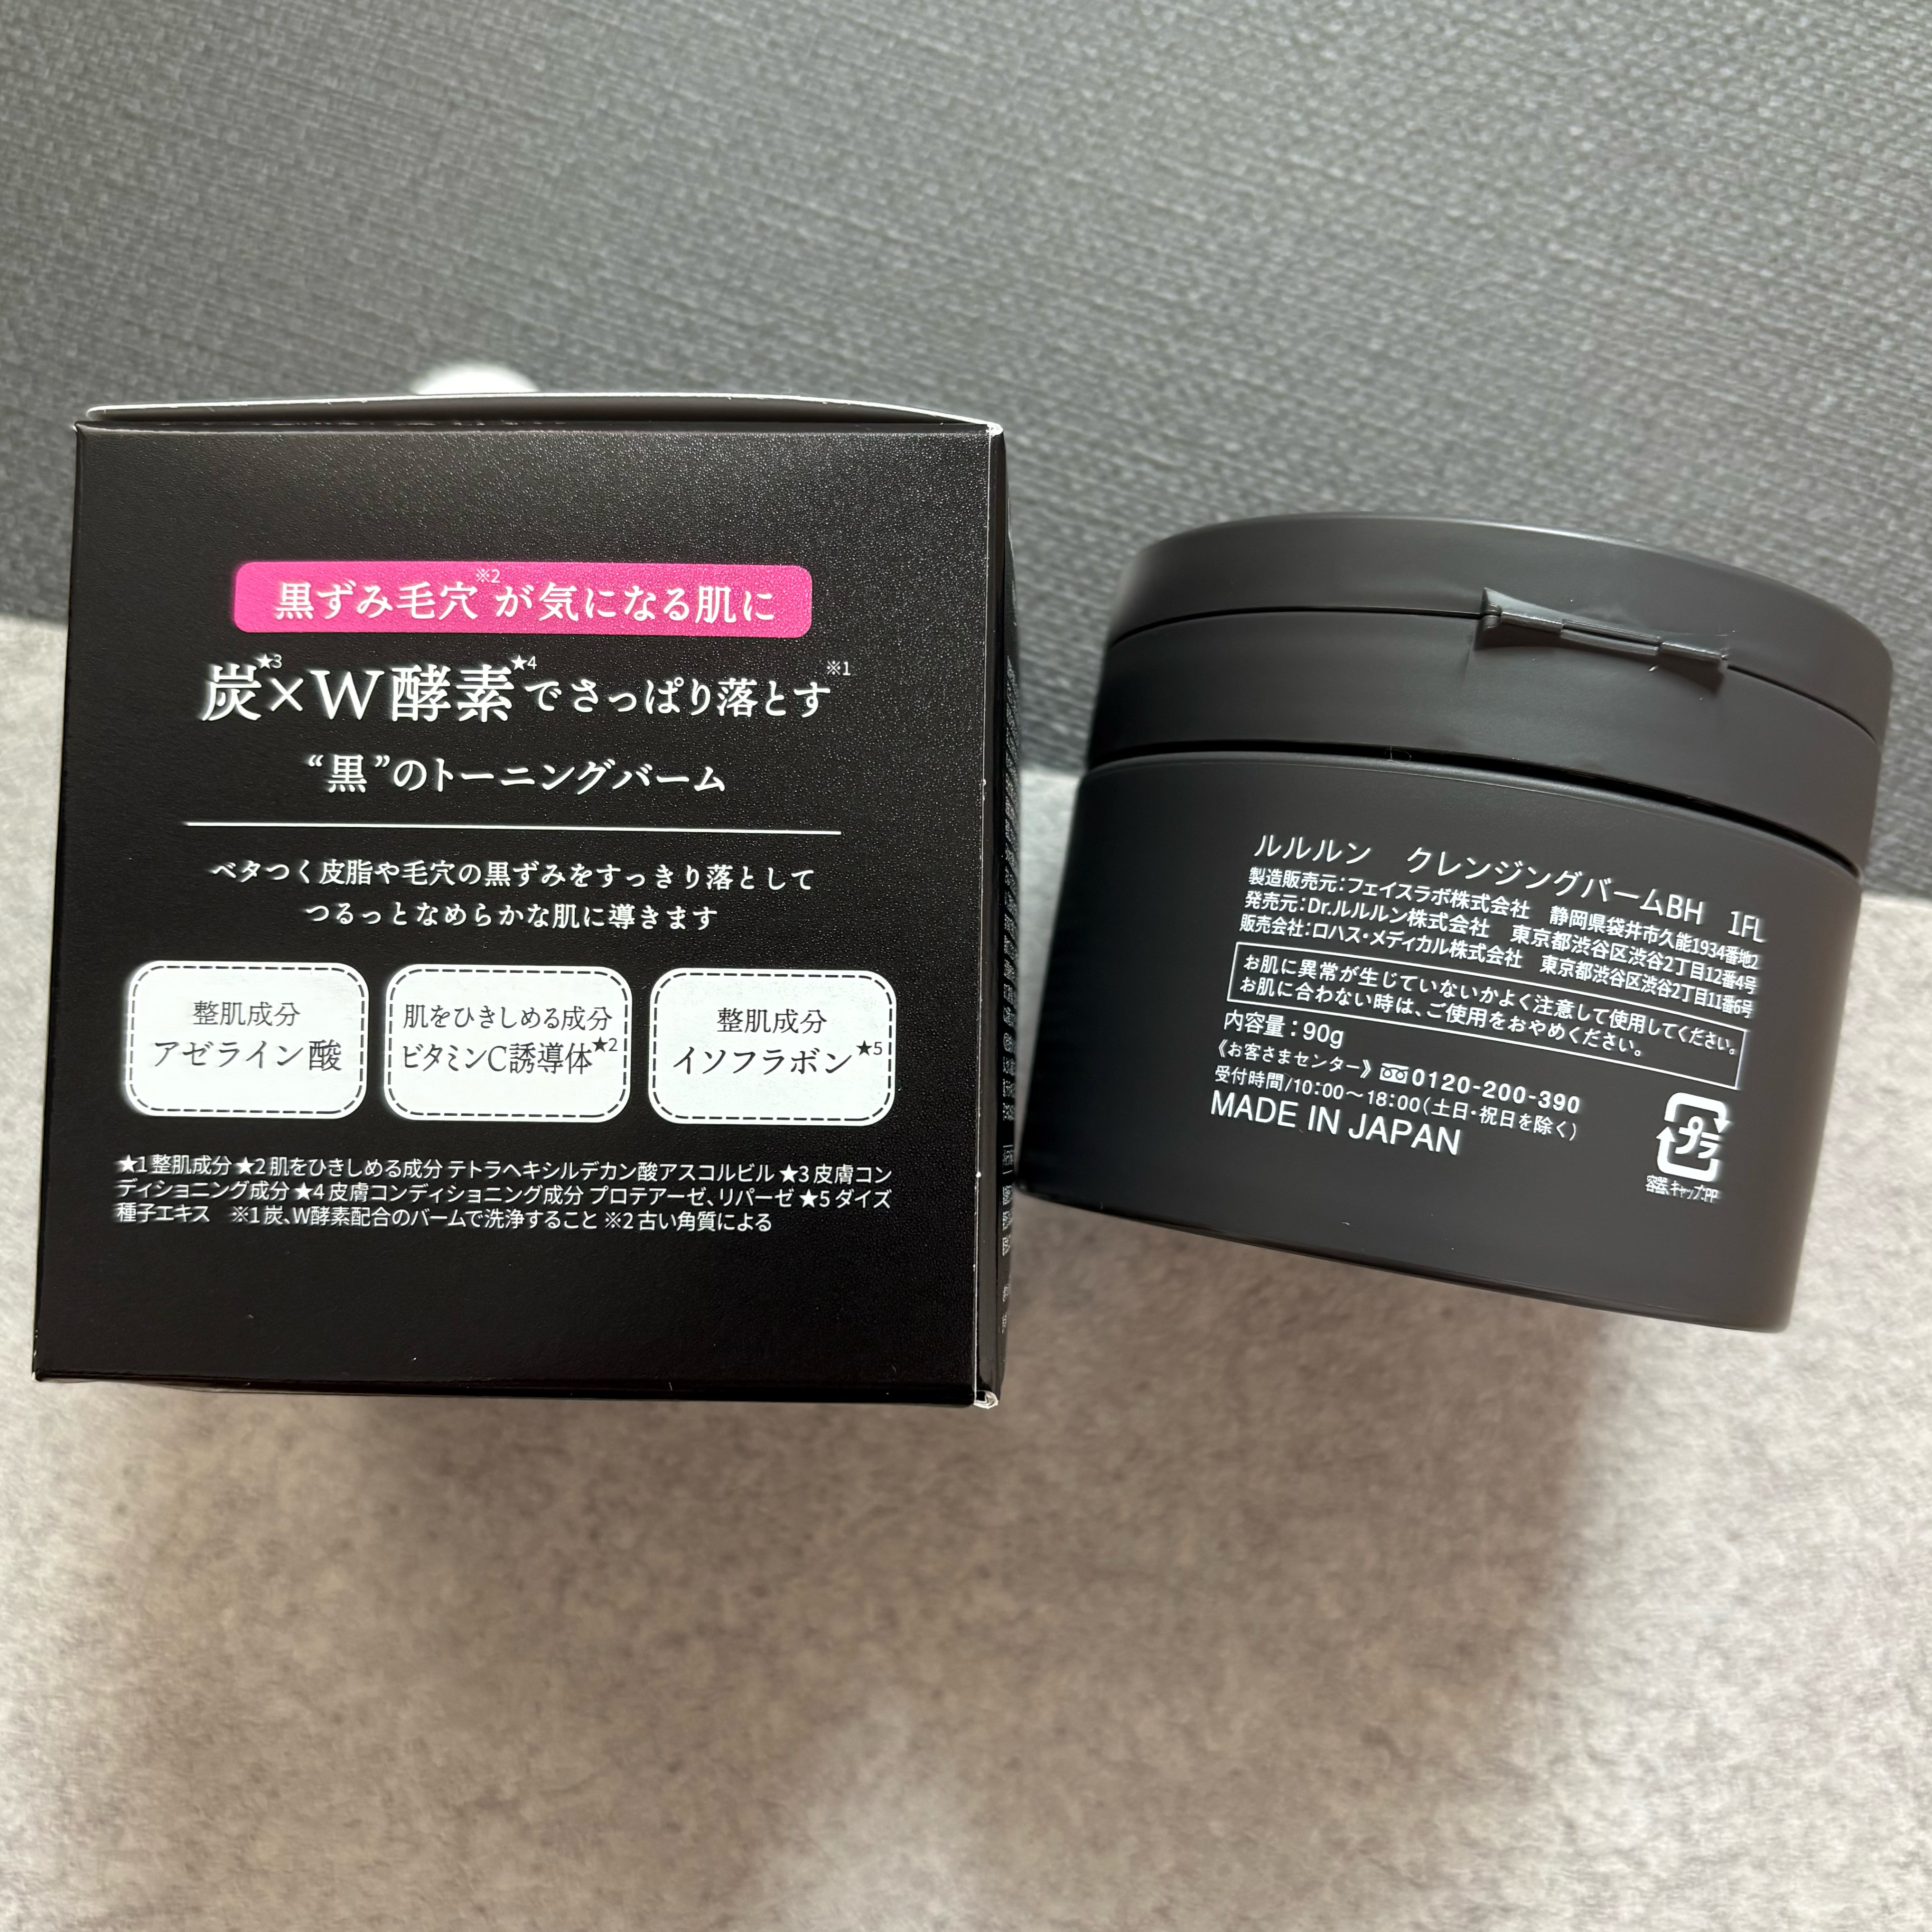 黒ずみ毛穴※2が気になる肌に
炭★3×W酵素★4でさっぱり落とす※1
“黒”のトーニングバーム
ベタつく皮脂や毛穴の黒ずみをすっきり落として
つるっとなめらかな肌に導きます
整肌成分
アゼライン酸
肌をひきしめる成分
ビタミンC誘導体★2
整肌成分
イソフラボン★5
★1 整肌成分 ★2 肌をひきしめる成分 テトラヘキシルデカン酸アスコルビル ★3 皮膚コン
ディショニング成分 ★4 皮膚コンディショニング成分 プロテアーゼ、リパーゼ ★5 ダイズ
種子エキス ※1 炭、W酵素配合のバームで洗浄すること ※2 古い角質による
ルルルン クレンジングバームBH 1FL
製造販売元:フェイスラボ株式会社 静岡県袋井市久能1934番地2
発売元:Dr.ルルルン株式会社 東京都渋谷区渋谷2丁目12番4号
販売会社:ロハス・メディカル株式会社 東京都渋谷区渋谷2丁目11番6号
お肌に異常が生じていないかよく注意して使用してください。
お肌に合わない時は、ご使用をおやめください。
内容量:90g
《お客さまセンター》0120-200-390
受付時間/10:00〜18:00(土日・祝日を除く)
MADE IN JAPAN
プラ
容器、キャップ:PP